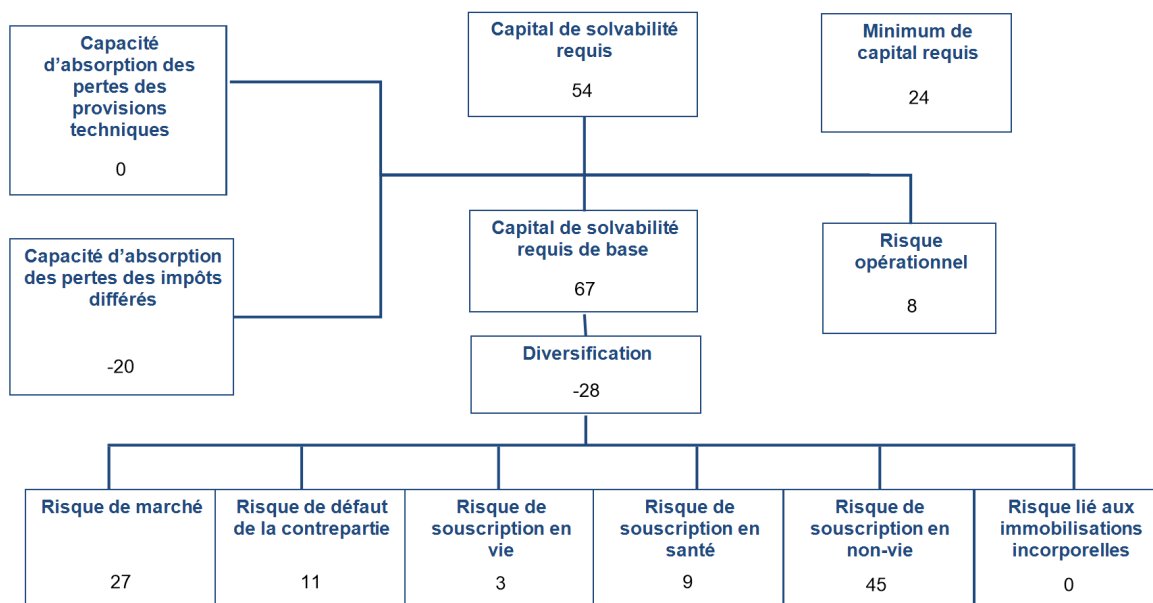 Capacité
d’absorption des
pertes des
provisions
techniques
0
Capital de solvabilité
requis
54
Minimum de
capital requis
24
Capacité d’absorption
des pertes des impôts
différés
-20
Capital de solvabilité
requis de base
67
Risque
opérationnel
8
Diversification
-28
Risque de marché
27
Risque de défaut
de la contrepartie
11
Risque de
souscription en
vie
3
Risque de
souscription en
santé
9
Risque de
souscription en
non-vie
45
Risque lié aux
immobilisations
incorporelles
0